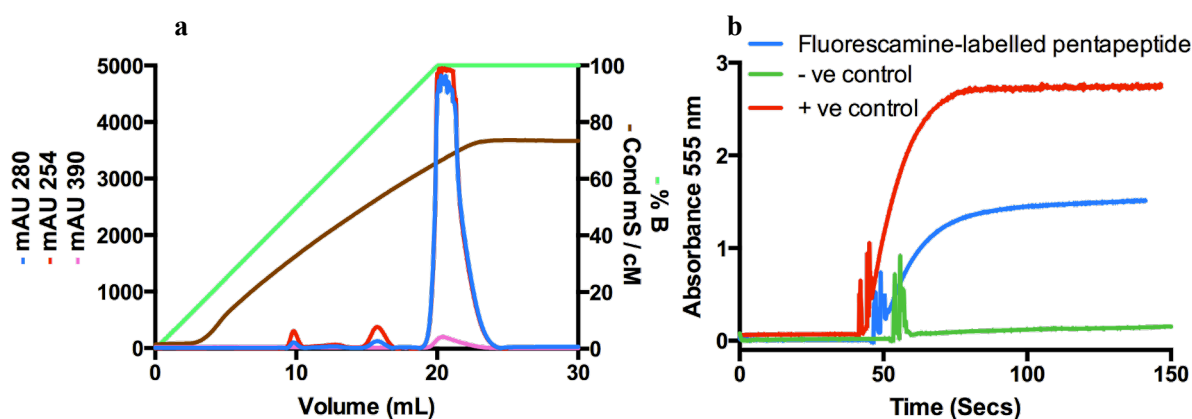 a
5000
4000
3000
2000
1000
0
mAU 280
mAU 254
mAU 390
100
80
60
40
20
0
Cond mS / cM
% B
0
10
20
30
Volume (mL)
b
Fluorescamine-labelled pentapeptide
- ve control
+ ve control
3
2
1
0
Absorbance 555 nm
0
50
100
150
Time (Secs)